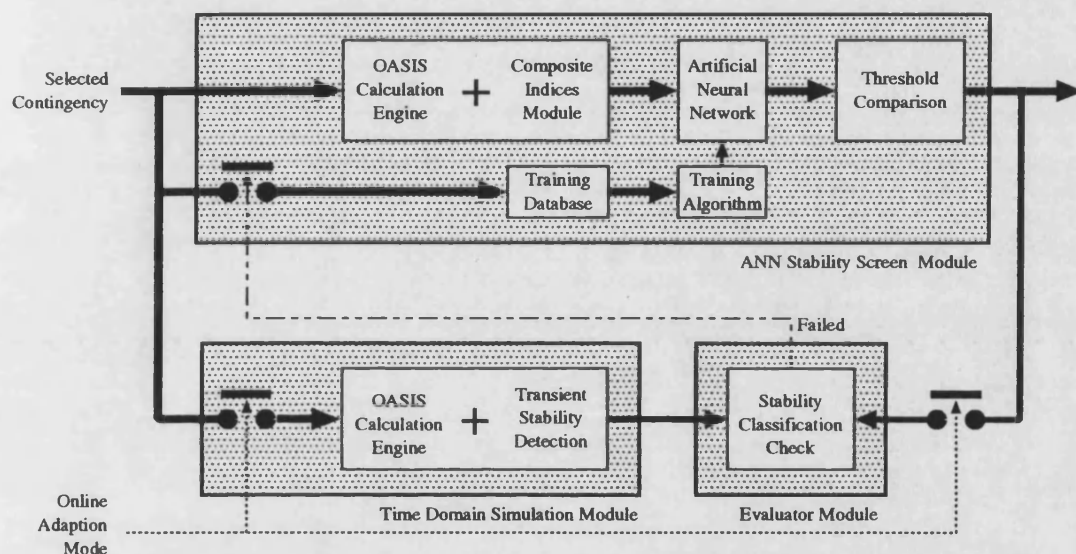 Selected
Contingency
OASIS
Calculation
Engine
+
Composite
Indices
Module
Artificial
Neural
Network
Threshold
Comparison
Training
Database
Training
Algorithm
ANN Stability Screen Module
Failed
OASIS
Calculation
Engine
+
Transient
Stability
Detection
Stability
Classification
Check
Online
Adaption
Mode
Time Domain Simulation Module
Evaluator Module